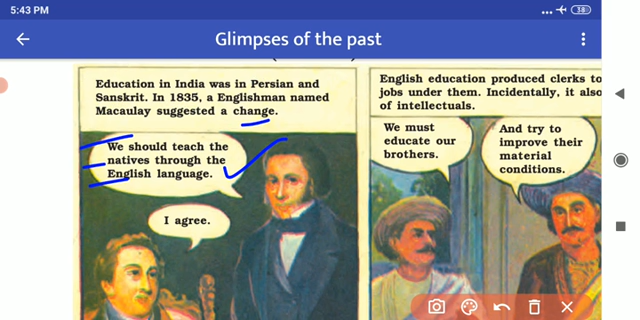 5:43 PM
38
Glimpses of the past
Education in India was in Persian and
Sanskrit. In 1835, a Englishman named
Macaulay suggested a change.
We should teach the
natives through the
English language.
I agree.
English education produced clerks to
jobs under them. Incidentally, it also
of intellectuals.
We must
educate our
brothers.
And try to
improve their
material
conditions.